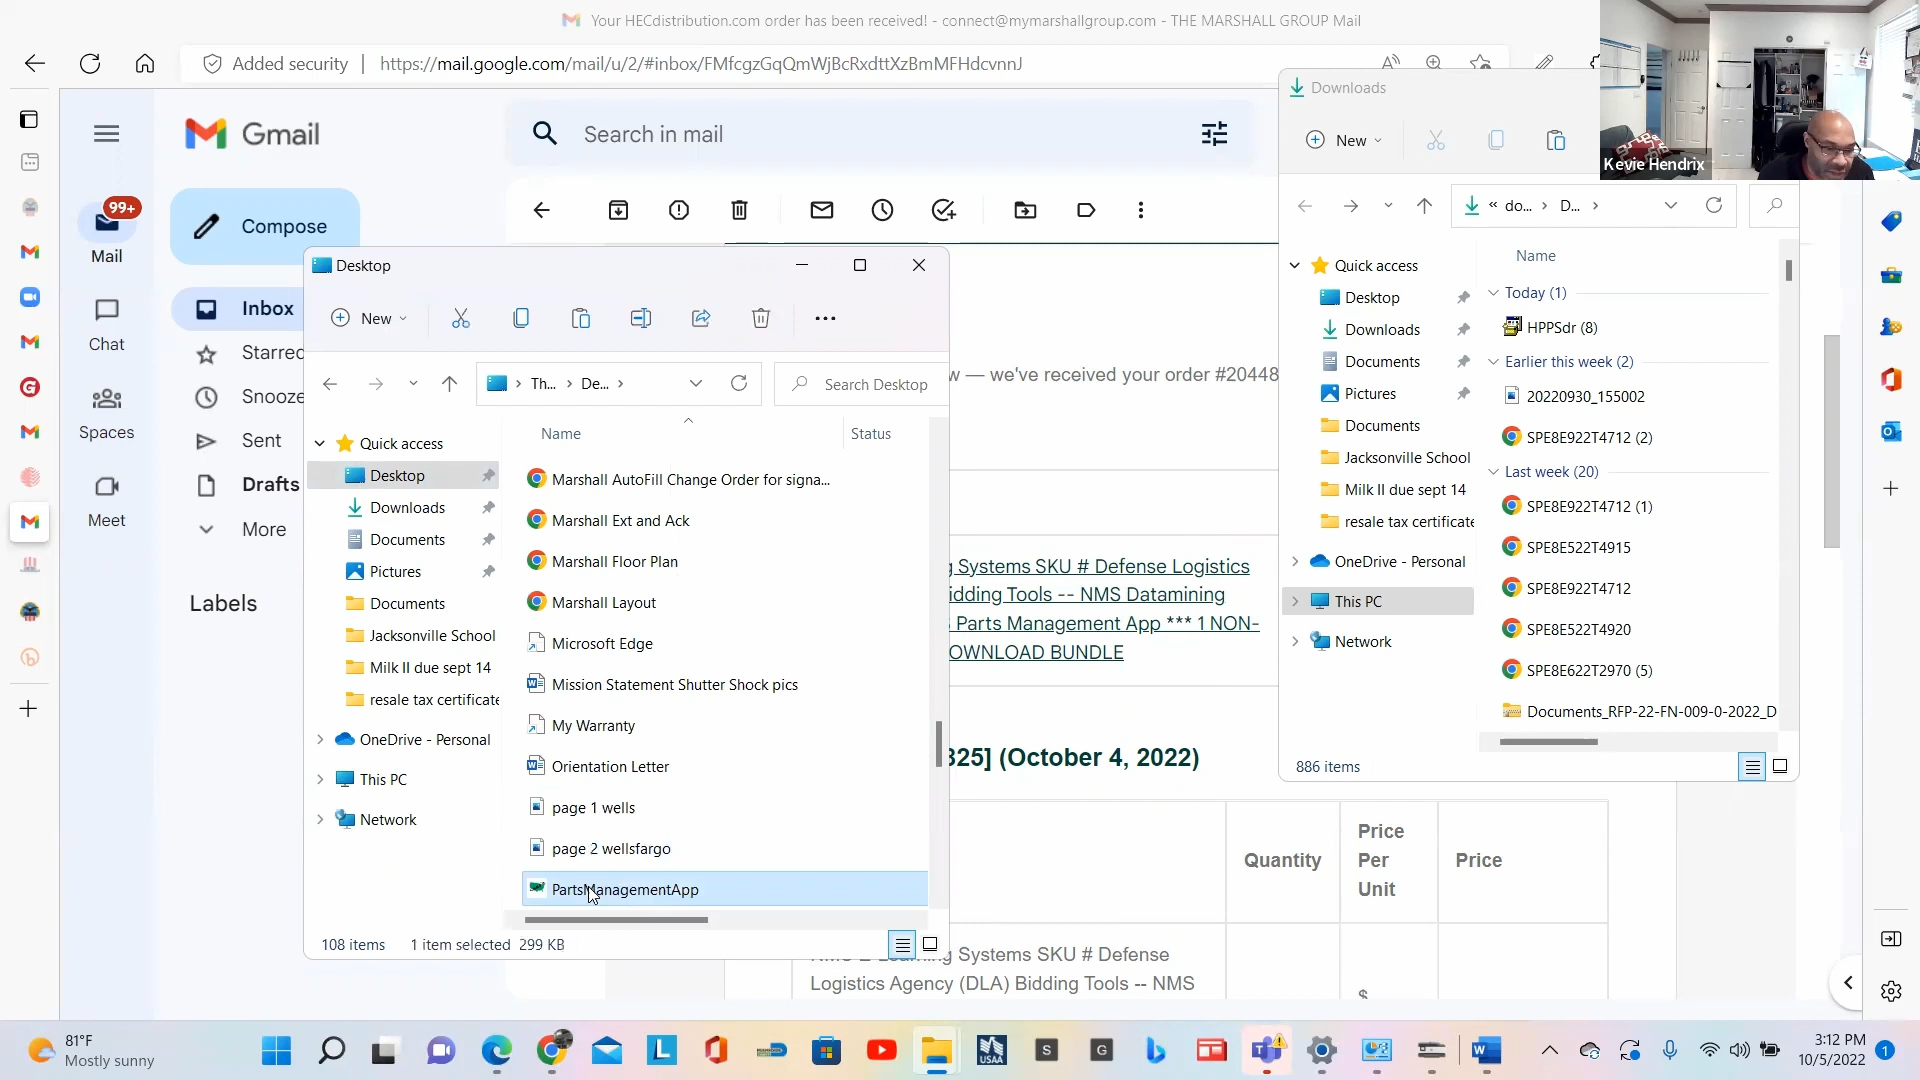 Your HECdistribution.com order has been received! - connect@mymarshallgroup.com - THE MARSHALL GROUP Mail
Added security
https://mail.google.com/mail/u/2/#inbox/FMfcgzGqQmWjBcRxdttXzBmMFHdcvnnJ
Kevie Hendrix
Gmail
Search in mail
99+
Mail
Chat
Spaces
Meet
Compose
Inbox
Starred
Snooze
Sent
Drafts
More
Labels
Desktop
New
Th...
De...
Search Desktop
Quick access
Desktop
Downloads
Documents
Pictures
Documents
Jacksonville School
Milk II due sept 14
resale tax certificate
OneDrive - Personal
This PC
Network
Name
Status
Marshall AutoFill Change Order for signa...
Marshall Ext and Ack
Marshall Floor Plan
Marshall Layout
Microsoft Edge
Mission Statement Shutter Shock pics
My Warranty
Orientation Letter
page 1 wells
page 2 wellsfargo
PartsManagementApp
108 items
1 item selected 299 KB
w — we've received your order #20448
g Systems SKU # Defense Logistics
idding Tools -- NMS Datamining
Parts Management App *** 1 NON-
OWNLOAD BUNDLE
325] (October 4, 2022)
Quantity
Price
Per
Unit
Price
Systems SKU # Defense
Logistics Agency (DLA) Bidding Tools -- NMS
$
Downloads
New
« do...
D...
Quick access
Desktop
Downloads
Documents
Pictures
Documents
Jacksonville School
Milk II due sept 14
resale tax certificate
OneDrive - Personal
This PC
Network
Name
Today (1)
HPPSdr (8)
Earlier this week (2)
20220930_155002
SPE8E922T4712 (2)
Last week (20)
SPE8E922T4712 (1)
SPE8E522T4915
SPE8E922T4712
SPE8E522T4920
SPE8E622T2970 (5)
Documents_RFP-22-FN-009-0-2022_D
886 items
81°F
Mostly sunny
L
USAA
S
G
3:12 PM
10/5/2022
1